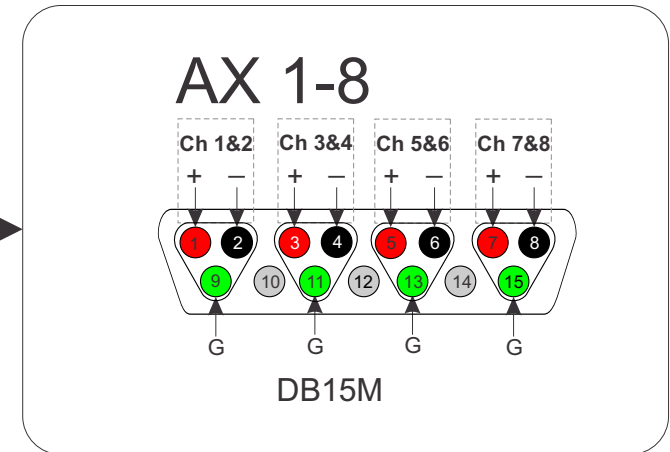 AX 1-8
Ch 1&2 Ch 3&4 Ch 5&6 Ch 7&8
+ – + – + – + –
1 2 3 4 5 6 7 8
9 10 11 12 13 14 15
G G G G
DB15M